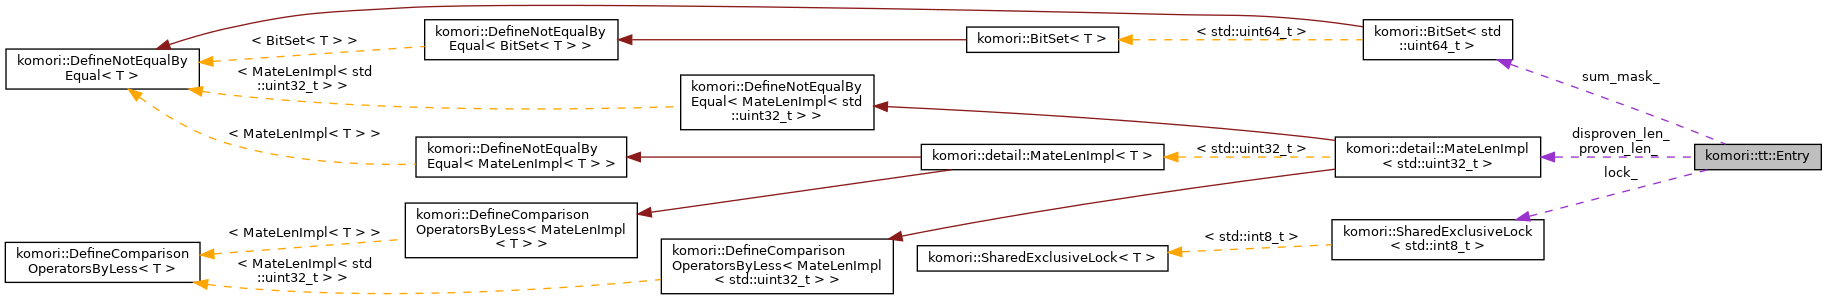 komori::DefineNotEqualBy
Equal< T >
< BitSet< T > >
< MateLenImpl< std
::uint32_t > >
< MateLenImpl< T > >
komori::DefineNotEqualBy
Equal< BitSet< T > >
komori::DefineNotEqualBy
Equal< MateLenImpl< std
::uint32_t > >
komori::DefineNotEqualBy
Equal< MateLenImpl< T > >
komori::BitSet< T >
< std::uint64_t >
komori::BitSet< std
::uint64_t >
sum_mask_
komori::detail::MateLenImpl< T >
< std::uint32_t >
komori::detail::MateLenImpl
< std::uint32_t >
disproven_len_
proven_len_
komori::tt::Entry
lock_
komori::DefineComparison
OperatorsByLess< T >
< MateLenImpl< T > >
< MateLenImpl< std
::uint32_t > >
komori::DefineComparison
OperatorsByLess< MateLenImpl
< T > >
komori::DefineComparison
OperatorsByLess< MateLenImpl
< std::uint32_t > >
komori::SharedExclusiveLock< T >
< std::int8_t >
komori::SharedExclusiveLock
< std::int8_t >